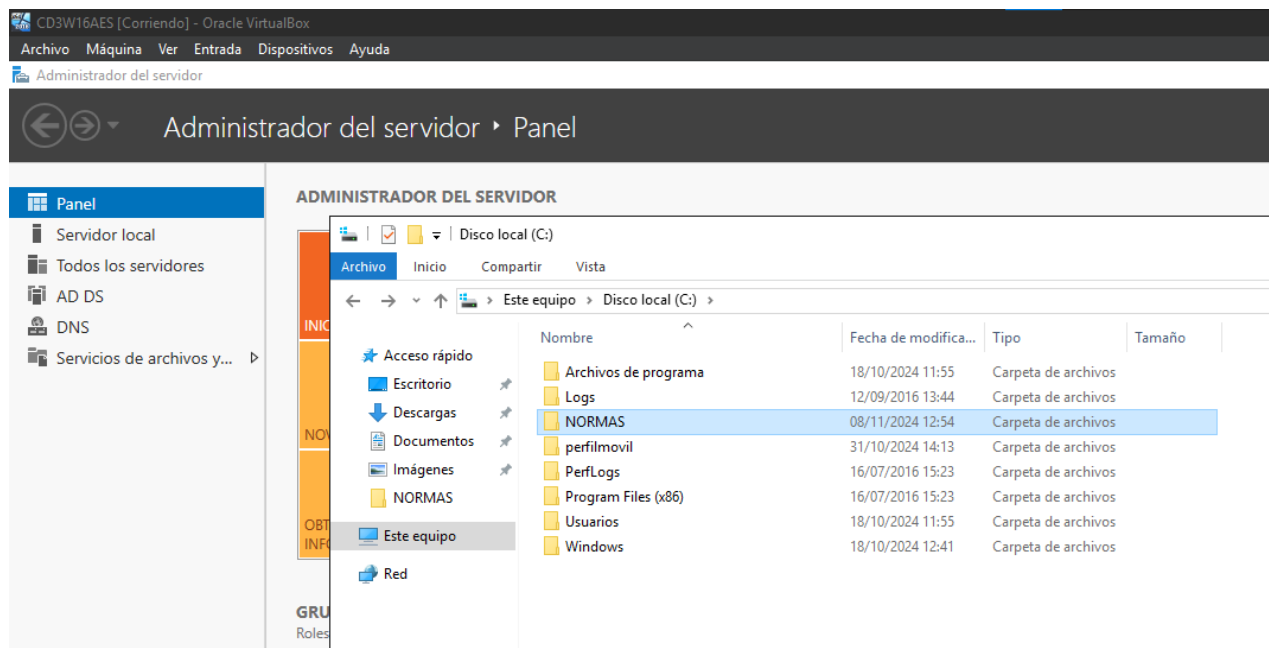 CD3W16AES [Corriendo] - Oracle VirtualBox
Archivo Máquina Ver Entrada Dispositivos Ayuda
Administrador del servidor
Administrador del servidor ‣ Panel
Panel
Servidor local
Todos los servidores
AD DS
DNS
Servicios de archivos y...
ADMINISTRADOR DEL SERVIDOR
INIC
NOV
OBT
INFO
GRU
Roles
Disco local (C:)
Archivo Inicio Compartir Vista
Este equipo > Disco local (C:) >
Acceso rápido
Escritorio
Descargas
Documentos
Imágenes
NORMAS
Este equipo
Red
Nombre Fecha de modifica... Tipo Tamaño
Archivos de programa 18/10/2024 11:55 Carpeta de archivos
Logs 12/09/2016 13:44 Carpeta de archivos
NORMAS 08/11/2024 12:54 Carpeta de archivos
perfilmovil 31/10/2024 14:13 Carpeta de archivos
PerfLogs 16/07/2016 15:23 Carpeta de archivos
Program Files (x86) 16/07/2016 15:23 Carpeta de archivos
Usuarios 18/10/2024 11:55 Carpeta de archivos
Windows 18/10/2024 12:41 Carpeta de archivos